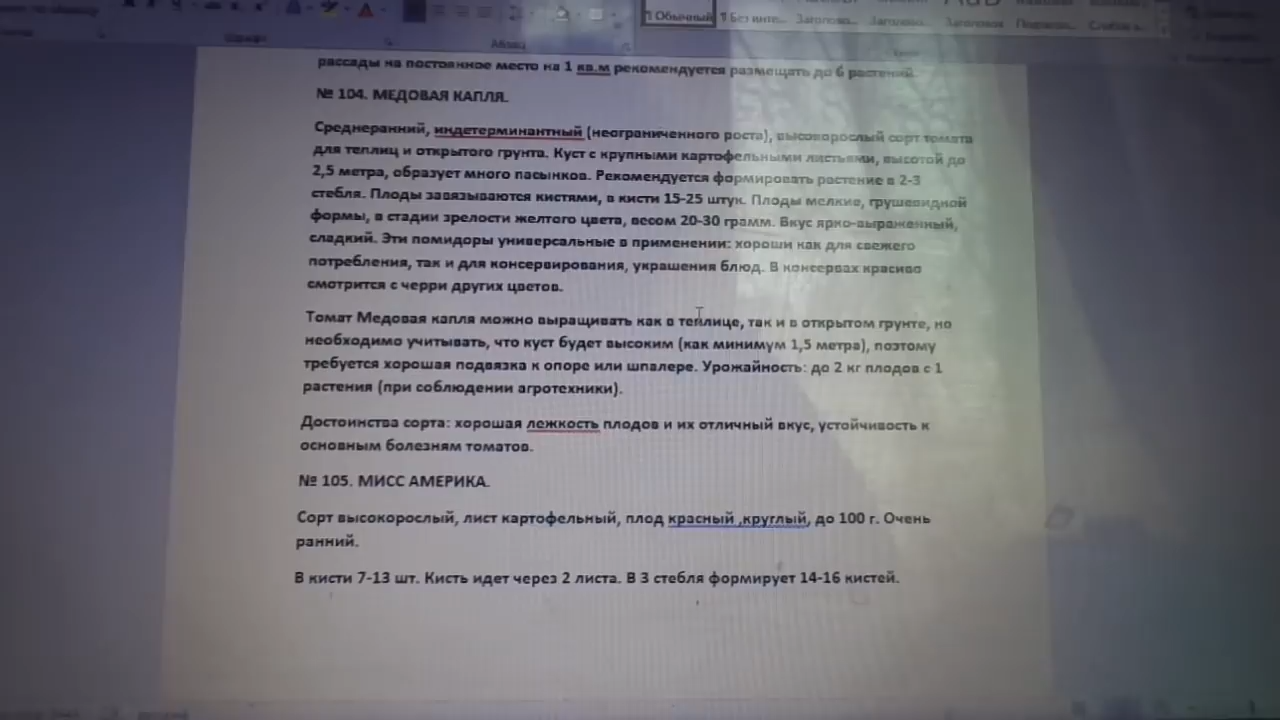 Шрифт
Абзац
¶ Обычный
¶ Без инте...
Заголово...
Заголово...
Заголовок
рассады на постоянное место на 1 кв.м рекомендуется размещать до 6 растений.
№ 104. МЕДОВАЯ КАПЛЯ.
Среднеранний, индетерминантный (неограниченного роста), высокорослый сорт томата
для теплиц и открытого грунта. Куст с крупными картофельными листьями, высотой до
2,5 метра, образует много пасынков. Рекомендуется формировать растение в 2-3
стебля. Плоды завязываются кистями, в кисти 15-25 штук. Плоды мелкие, грушевидной
формы, в стадии зрелости желтого цвета, весом 20-30 грамм. Вкус ярко-выраженный,
сладкий. Эти помидоры универсальные в применении: хороши как для свежего
потребления, так и для консервирования, украшения блюд. В консервах красиво
смотрится с черри других цветов.
Томат Медовая капля можно выращивать как в теплице, так и в открытом грунте, но
необходимо учитывать, что куст будет высоким (как минимум 1,5 метра), поэтому
требуется хорошая подвязка к опоре или шпалере. Урожайность: до 2 кг плодов с 1
растения (при соблюдении агротехники).
Достоинства сорта: хорошая лежкость плодов и их отличный вкус, устойчивость к
основным болезням томатов.
№ 105. МИСС АМЕРИКА.
Сорт высокорослый, лист картофельный, плод красный ,круглый, до 100 г. Очень
ранний.
В кисти 7-13 шт. Кисть идет через 2 листа. В 3 стебля формирует 14-16 кистей.